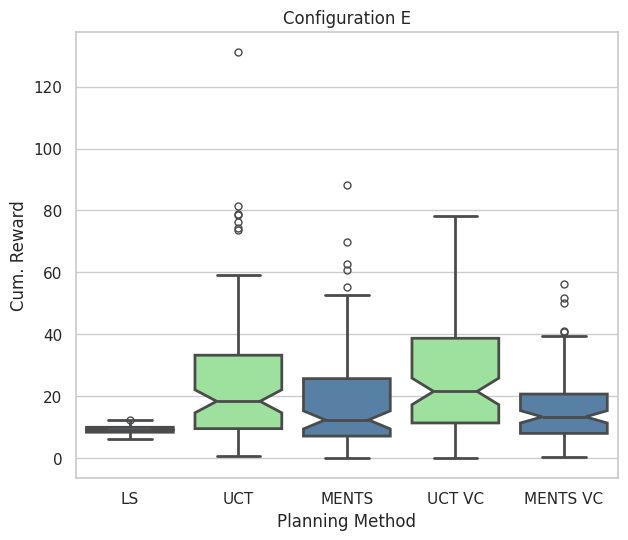 Configuration E
Cum. Reward
120
100
80
60
40
20
0
LS UCT MENTS UCT VC MENTS VC
Planning Method